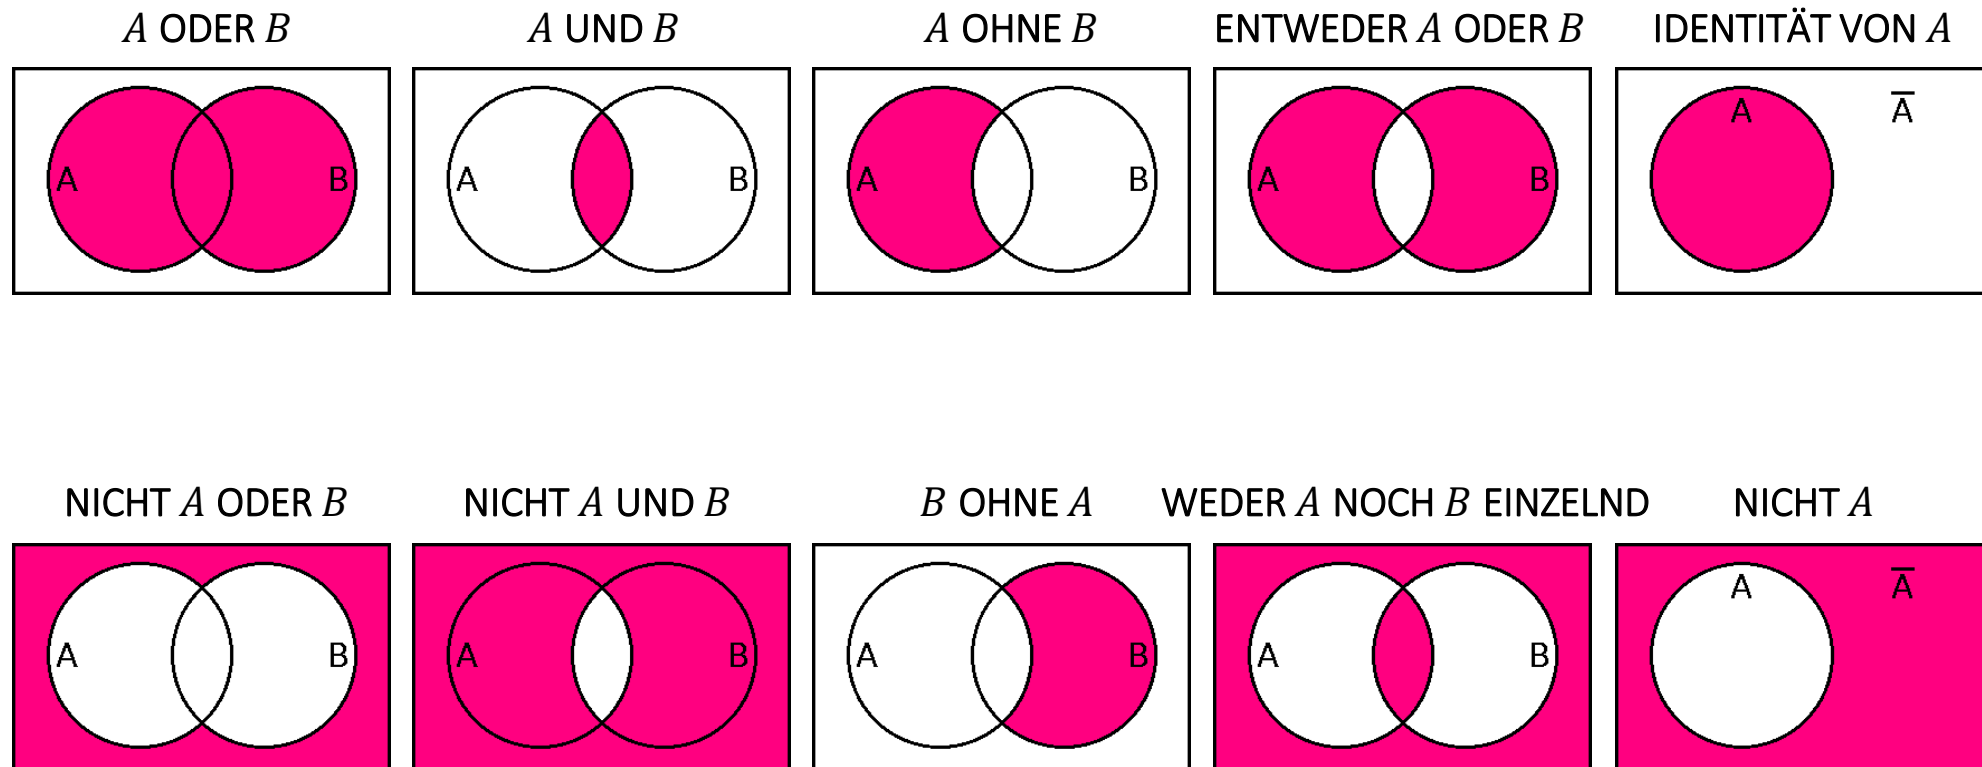 A ODER B
A UND B
A OHNE B
ENTWEDER A ODER B
IDENTITÄT VON A
A B
A B
A B
A B
A A̅
NICHT A ODER B
NICHT A UND B
B OHNE A
WEDER A NOCH B EINZELND
NICHT A
A B
A B
A B
A B
A A̅